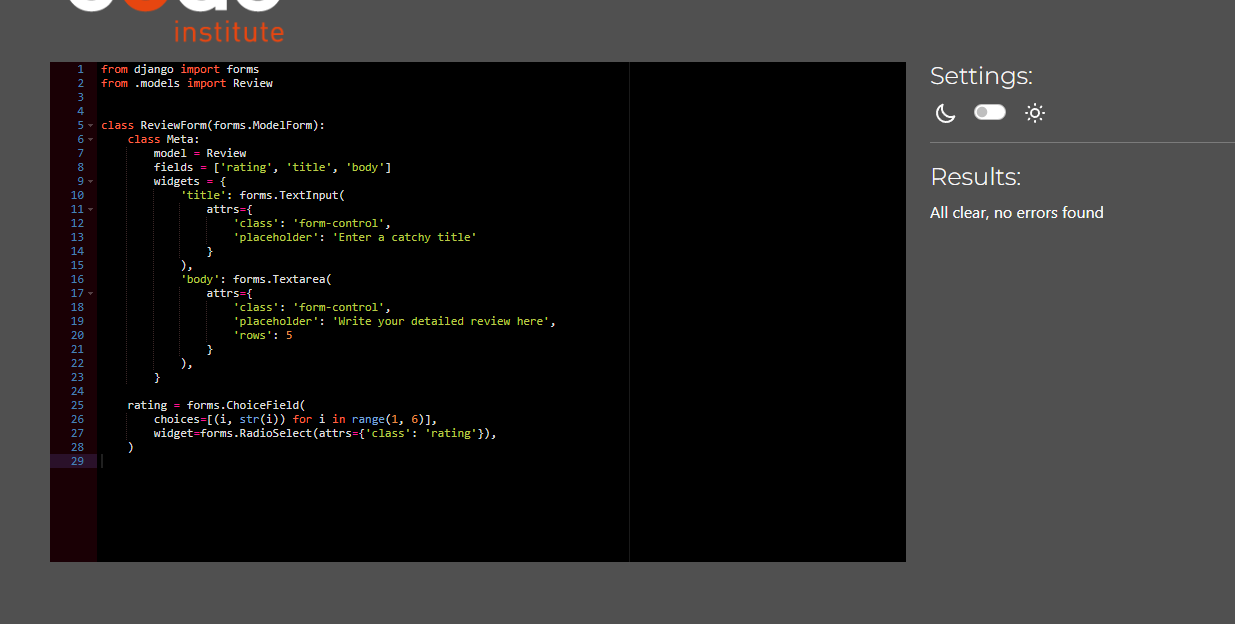 institute
1 from django import forms
2 from .models import Review
3
4
5 class ReviewForm(forms.ModelForm):
6     class Meta:
7         model = Review
8         fields = ['rating', 'title', 'body']
9         widgets = {
10             'title': forms.TextInput(
11                 attrs={
12                     'class': 'form-control',
13                     'placeholder': 'Enter a catchy title'
14                 }
15             ),
16             'body': forms.Textarea(
17                 attrs={
18                     'class': 'form-control',
19                     'placeholder': 'Write your detailed review here',
20                     'rows': 5
21                 }
22             ),
23         }
24
25     rating = forms.ChoiceField(
26         choices=[(i, str(i)) for i in range(1, 6)],
27         widget=forms.RadioSelect(attrs={'class': 'rating'}),
28     )
29
Settings:
Results:
All clear, no errors found